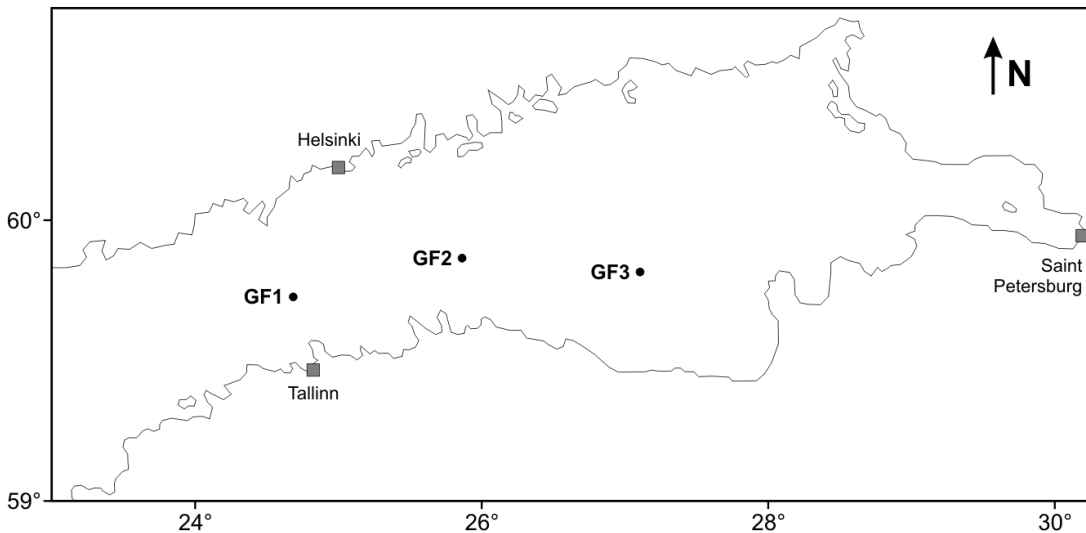 N
Helsinki
60°
GF2
GF3
Saint
Petersburg
GF1
Tallinn
59°
24°
26°
28°
30°